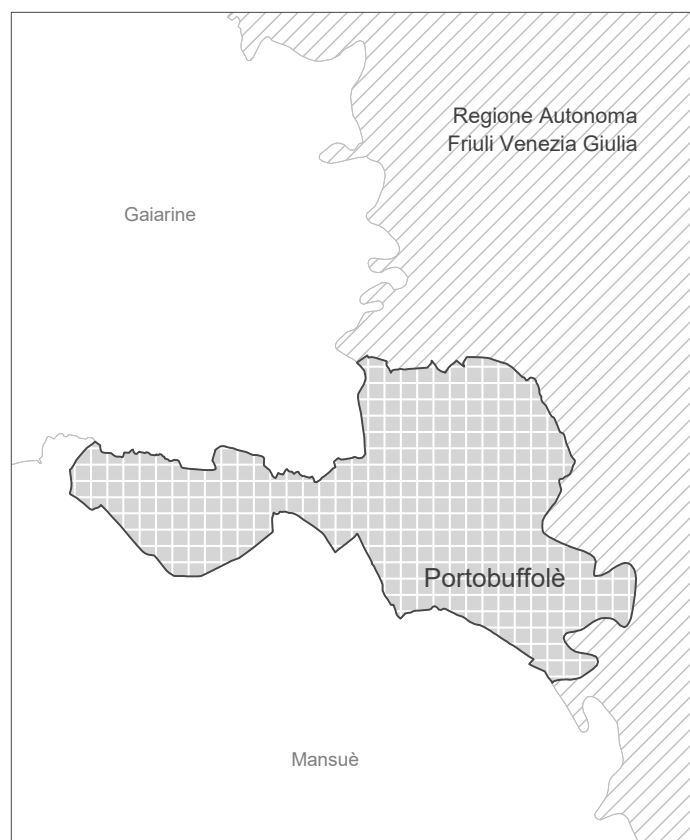 Regione Autonoma
Friuli Venezia Giulia
Gaiarine
Portobuffolè
Mansuè